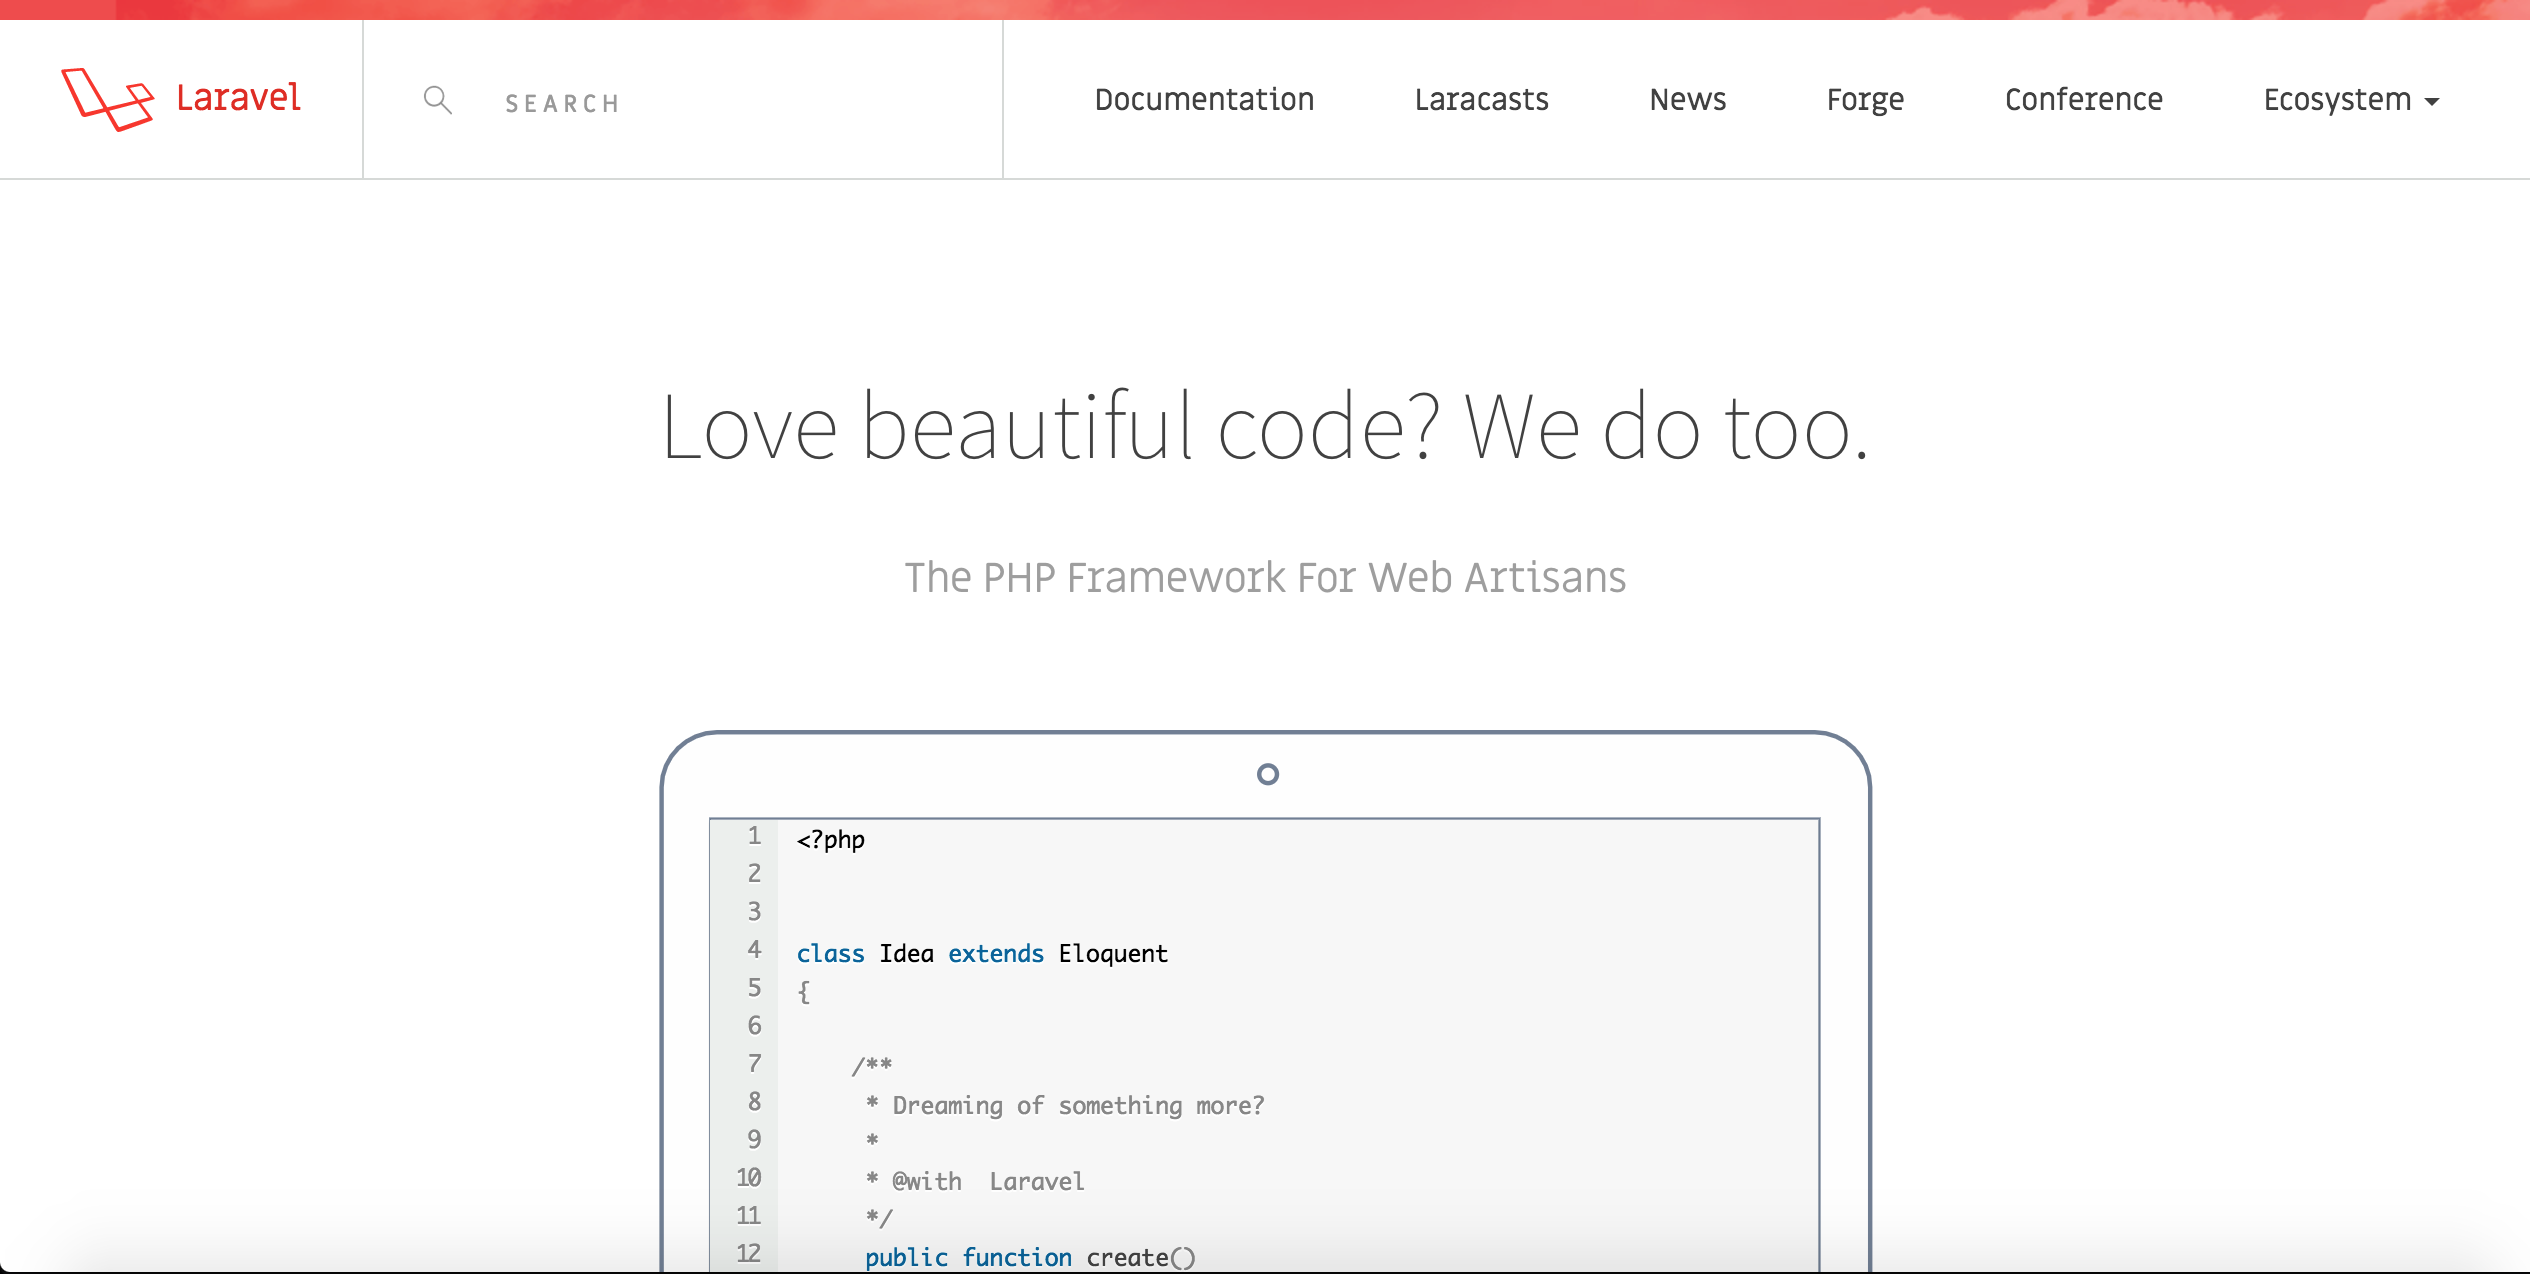 Laravel
SEARCH
Documentation
Laracasts
News
Forge
Conference
Ecosystem
Love beautiful code? We do too.
The PHP Framework For Web Artisans
1 <?php
2
3
4 class Idea extends Eloquent
5 {
6
7 /**
8 * Dreaming of something more?
9 *
10 * @with  Laravel
11 */
12 public function create()